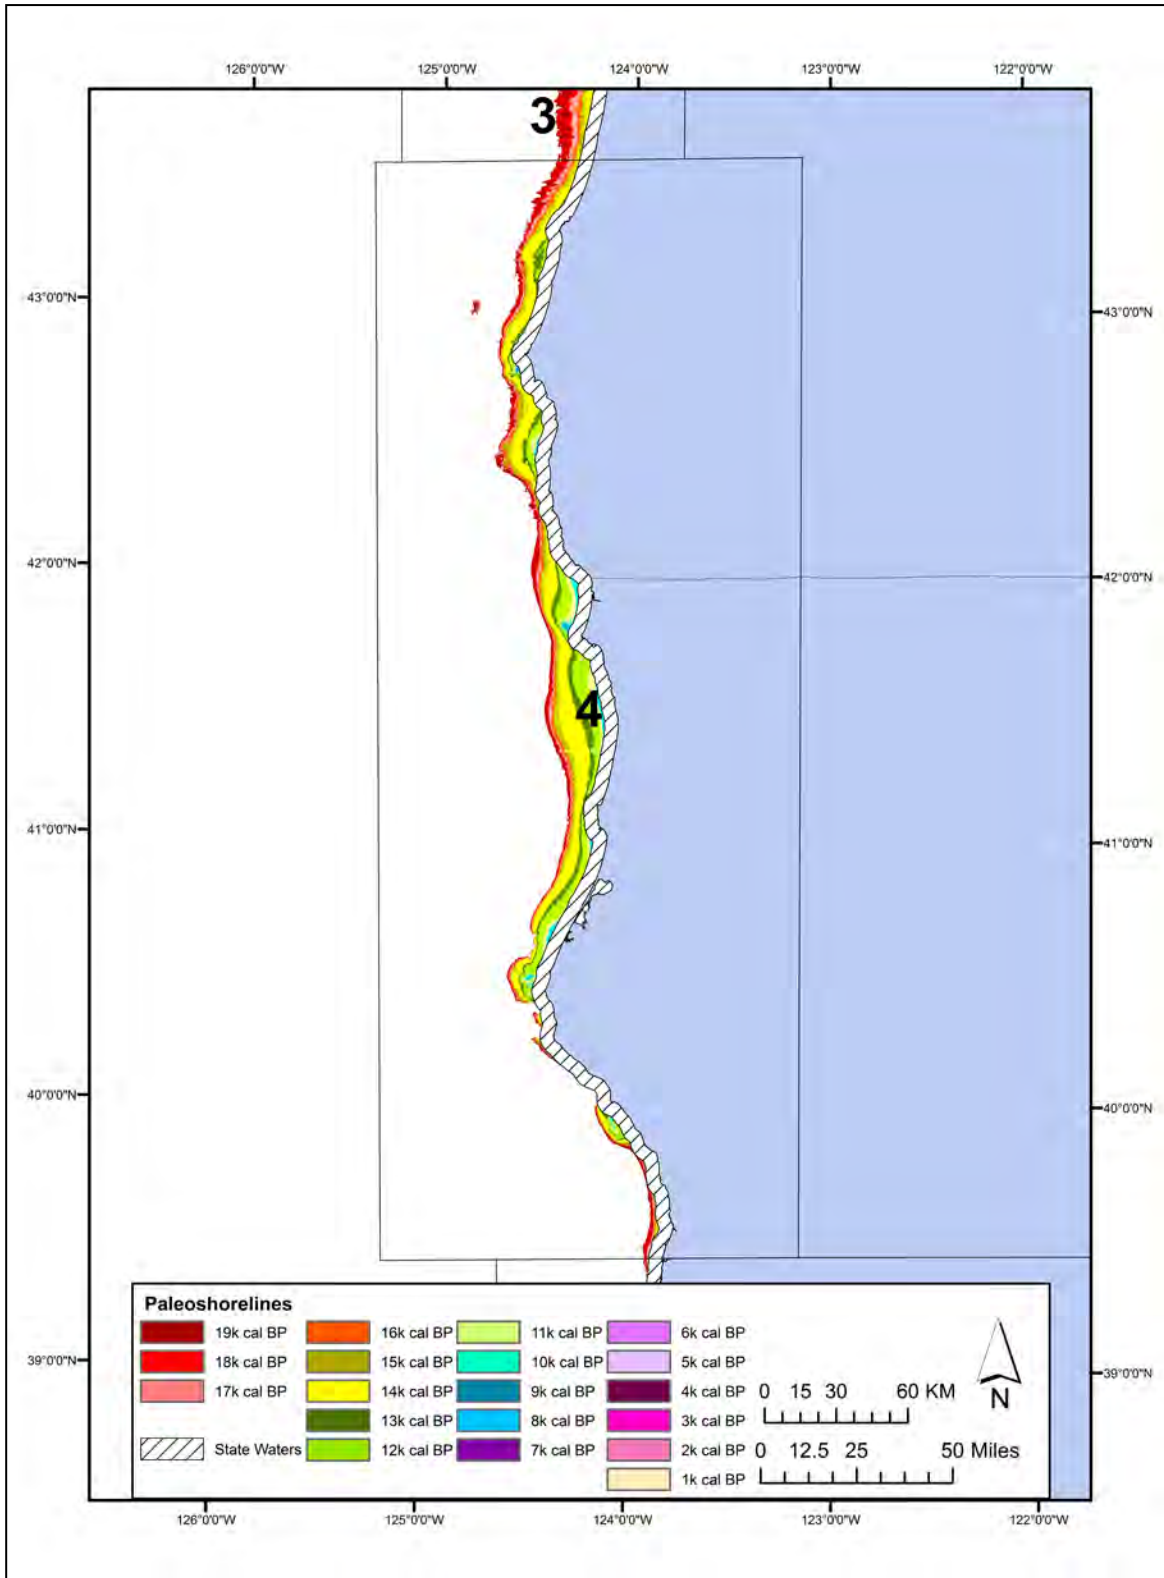 126°0'0"W 125°0'0"W 124°0'0"W 123°0'0"W 122°0'0"W
3
43°0'0"N 43°0'0"N
42°0'0"N 42°0'0"N
4
41°0'0"N 41°0'0"N
40°0'0"N 40°0'0"N
39°0'0"N 39°0'0"N
Paleoshorelines
19k cal BP 16k cal BP 11k cal BP 6k cal BP
18k cal BP 15k cal BP 10k cal BP 5k cal BP
17k cal BP 14k cal BP 9k cal BP 4k cal BP
13k cal BP 8k cal BP 3k cal BP
State Waters 12k cal BP 7k cal BP 2k cal BP
1k cal BP
0 15 30 60 KM
N
0 12.5 25 50 Miles
126°0'0"W 125°0'0"W 124°0'0"W 123°0'0"W 122°0'0"W